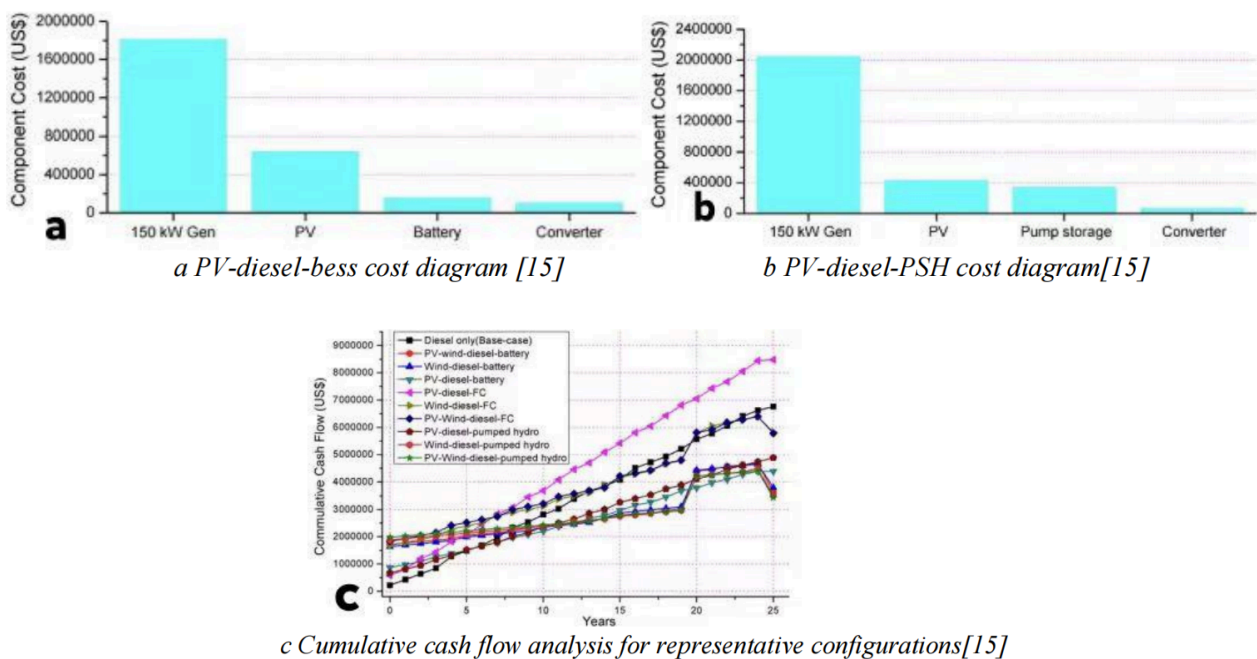 Component Cost (US$)
2000000
1600000
1200000
800000
400000
0
150 kW Gen PV Battery Converter
a
a PV-diesel-bess cost diagram [15]
Component Cost (US$)
2400000
2000000
1600000
1200000
800000
400000
0
150 kW Gen PV Pump storage Converter
b
b PV-diesel-PSH cost diagram[15]
Commulative Cash Flow (US$)
9000000
8000000
7000000
6000000
5000000
4000000
3000000
2000000
1000000
0
Diesel only(Base-case)
PV-wind-diesel-battery
Wind-diesel-battery
PV-diesel-battery
PV-diesel-FC
Wind-diesel-FC
PV-Wind-diesel-FC
PV-diesel-pumped hydro
Wind-diesel-pumped hydro
PV-Wind-diesel-pumped hydro
0 5 10 15 20 25
Years
c
c Cumulative cash flow analysis for representative configurations[15]